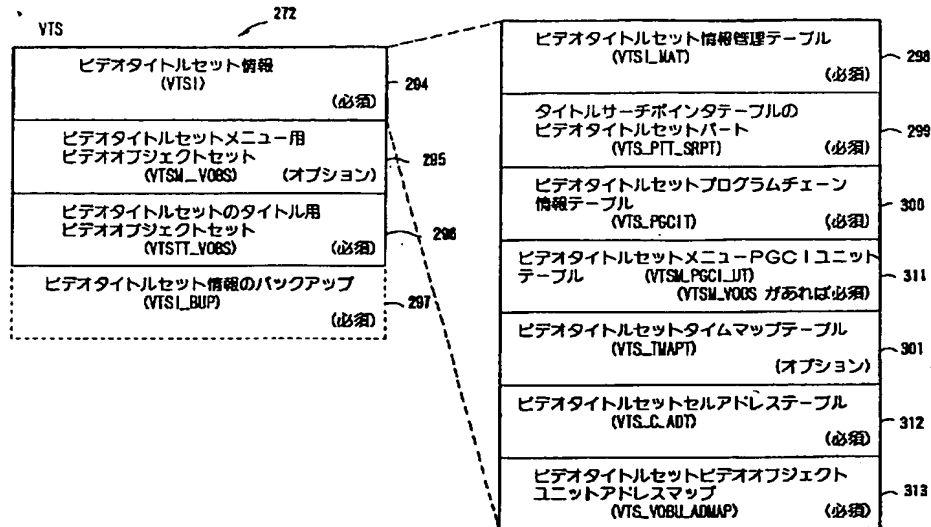 VTS
272
ビデオタイトルセット情報
(VTSI)
(必須)
294
ビデオタイトルセットメニュー用
ビデオオブジェクトセット
(VTSM_VOBS) (オプション)
295
ビデオタイトルセットのタイトル用
ビデオオブジェクトセット
(VTSTT_VOBS) (必須)
296
ビデオタイトルセット情報のバックアップ
(VTSI_BUP)
(必須)
297
ビデオタイトルセット情報管理テーブル
(VTSI_MAT)
(必須)
298
タイトルサーチポインタテーブルの
ビデオタイトルセットパート
(VTS_PTT_SRPT) (必須)
299
ビデオタイトルセットプログラムチェーン
情報テーブル
(VTS_PGCIT) (必須)
300
ビデオタイトルセットメニューPGCIユニット
テーブル (VTSM_PGCI_UT)
(VTSM_VOBS があれば必須)
311
ビデオタイトルセットタイムマップテーブル
(VTS_TMAPT)
(オプション)
301
ビデオタイトルセットセルアドレステーブル
(VTS_C_ADT)
(必須)
312
ビデオタイトルセットビデオオブジェクト
ユニットアドレスマップ
(VTS_VOBU_ADMAP) (必須)
313